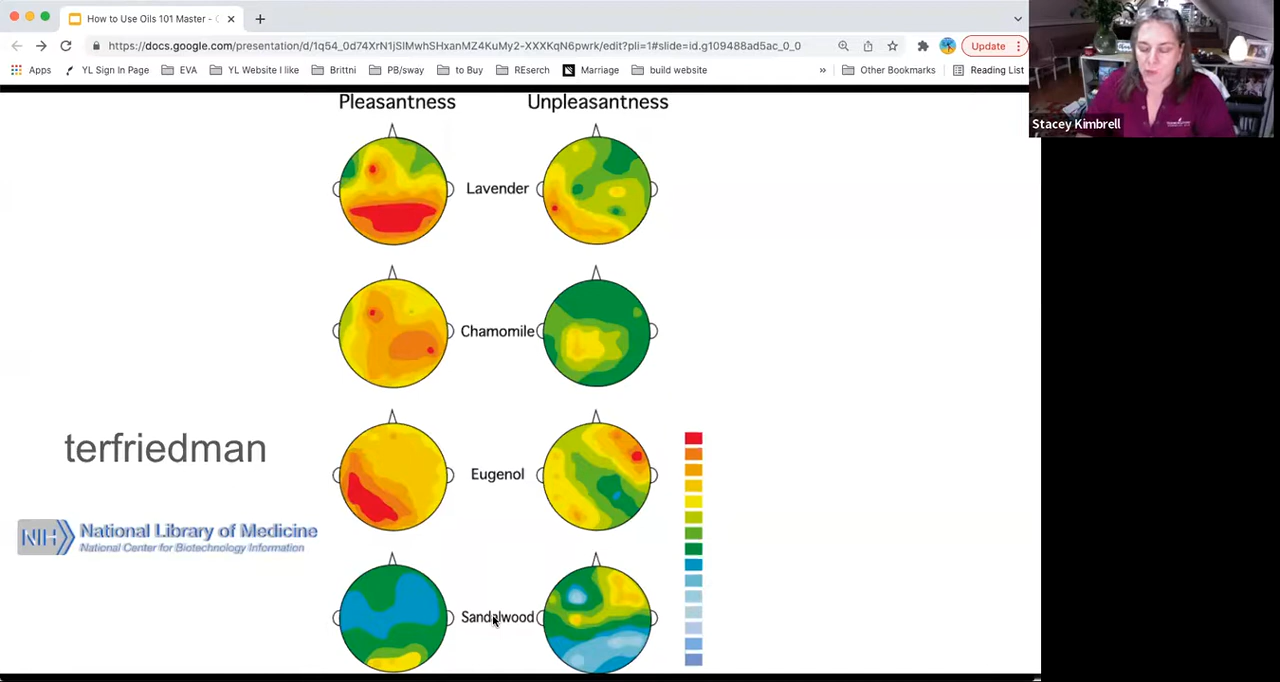 How to Use Oils 101 Master - G
https://docs.google.com/presentation/d/1q54_0d74XrN1jSIMwhSHxanMZ4KuMy2-XXXKqN6pwrk/edit?pli=1#slide=id.g109488ad5ac_0_0
Update
Apps
YL Sign In Page
EVA
YL Website I like
Brittni
PB/sway
to Buy
REserch
Marriage
build website
»
Other Bookmarks
Reading List
Stacey Kimbrell
Pleasantness
Unpleasantness
Lavender
Chamomile
terfriedman
Eugenol
NIH
National Library of Medicine
National Center for Biotechnology Information
Sandalwood